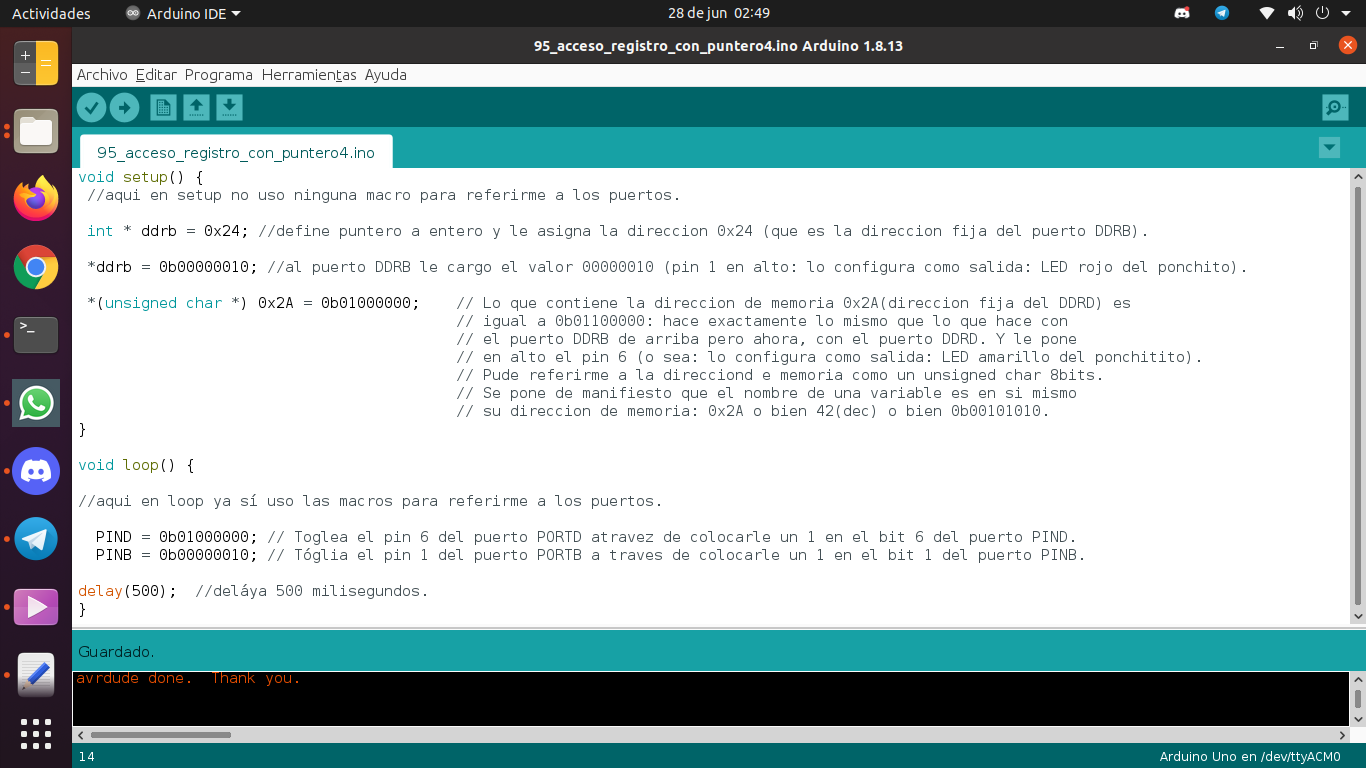 Actividades
Arduino IDE
28 de jun 02:49
95_acceso_registro_con_puntero4.ino Arduino 1.8.13
Archivo Editar Programa Herramientas Ayuda
95_acceso_registro_con_puntero4.ino
void setup() {
//aqui en setup no uso ninguna macro para referirme a los puertos.
int * ddrb = 0x24; //define puntero a entero y le asigna la direccion 0x24 (que es la direccion fija del puerto DDRB).
*ddrb = 0b00000010; //al puerto DDRB le cargo el valor 00000010 (pin 1 en alto: lo configura como salida: LED rojo del ponchito).
*(unsigned char *) 0x2A = 0b01000000; // Lo que contiene la direccion de memoria 0x2A(direccion fija del DDRD) es
// igual a 0b01100000: hace exactamente lo mismo que lo que hace con
// el puerto DDRB de arriba pero ahora, con el puerto DDRD. Y le pone
// en alto el pin 6 (o sea: lo configura como salida: LED amarillo del ponchitito).
// Pude referirme a la direcciond e memoria como un unsigned char 8bits.
// Se pone de manifiesto que el nombre de una variable es en si mismo
// su direccion de memoria: 0x2A o bien 42(dec) o bien 0b00101010.
}
void loop() {
//aqui en loop ya sí uso las macros para referirme a los puertos.
PIND = 0b01000000; // Toglea el pin 6 del puerto PORTD atravez de colocarle un 1 en el bit 6 del puerto PIND.
PINB = 0b00000010; // Tóglia el pin 1 del puerto PORTB a traves de colocarle un 1 en el bit 1 del puerto PINB.
delay(500); //deláya 500 milisegundos.
}
Guardado.
avrdude done. Thank you.
14
Arduino Uno en /dev/ttyACM0